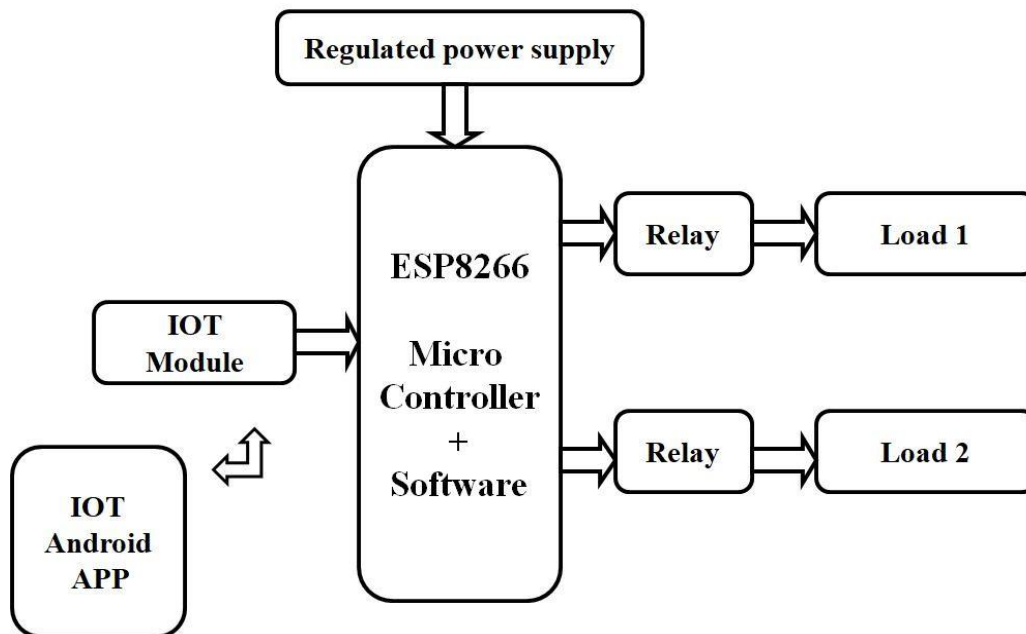 Regulated power supply
ESP8266
Micro
Controller
+
Software
Relay
Load 1
IOT
Module
Relay
Load 2
IOT
Android
APP